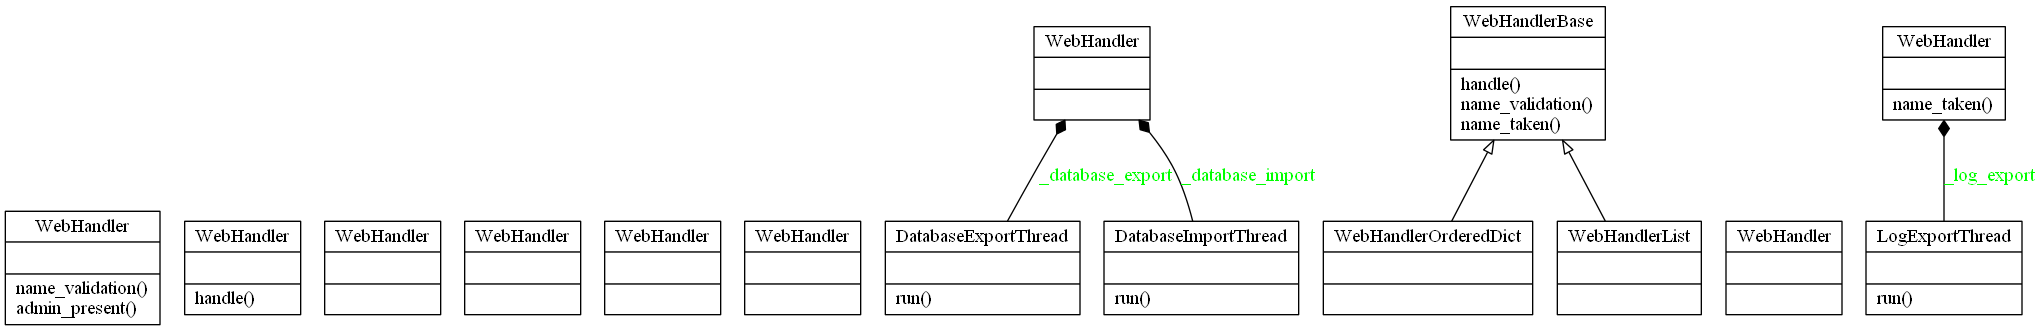 WebHandlerBase
handle()
name_validation()
name_taken()
WebHandler
WebHandler
name_taken()
_database_export
_database_import
_log_export
WebHandler
name_validation()
admin_present()
WebHandler
handle()
WebHandler
WebHandler
WebHandler
WebHandler
DatabaseExportThread
run()
DatabaseImportThread
run()
WebHandlerOrderedDict
WebHandlerList
WebHandler
LogExportThread
run()